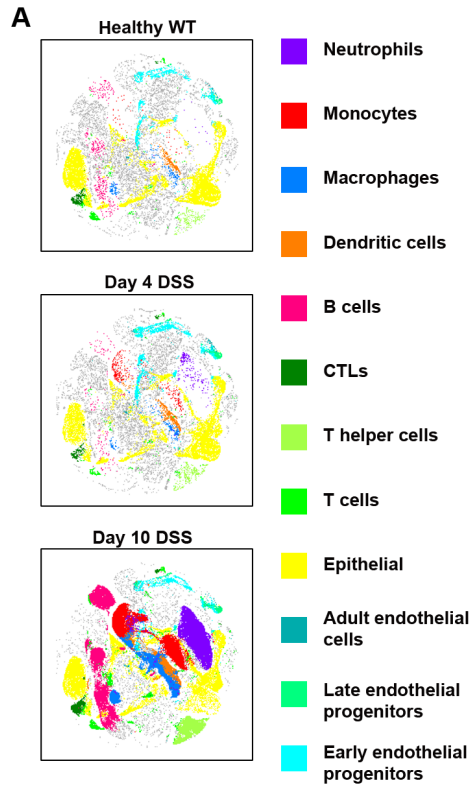 A
Healthy WT
Day 4 DSS
Day 10 DSS
Neutrophils
Monocytes
Macrophages
Dendritic cells
B cells
CTLs
T helper cells
T cells
Epithelial
Adult endothelial
cells
Late endothelial
progenitors
Early endothelial
progenitors